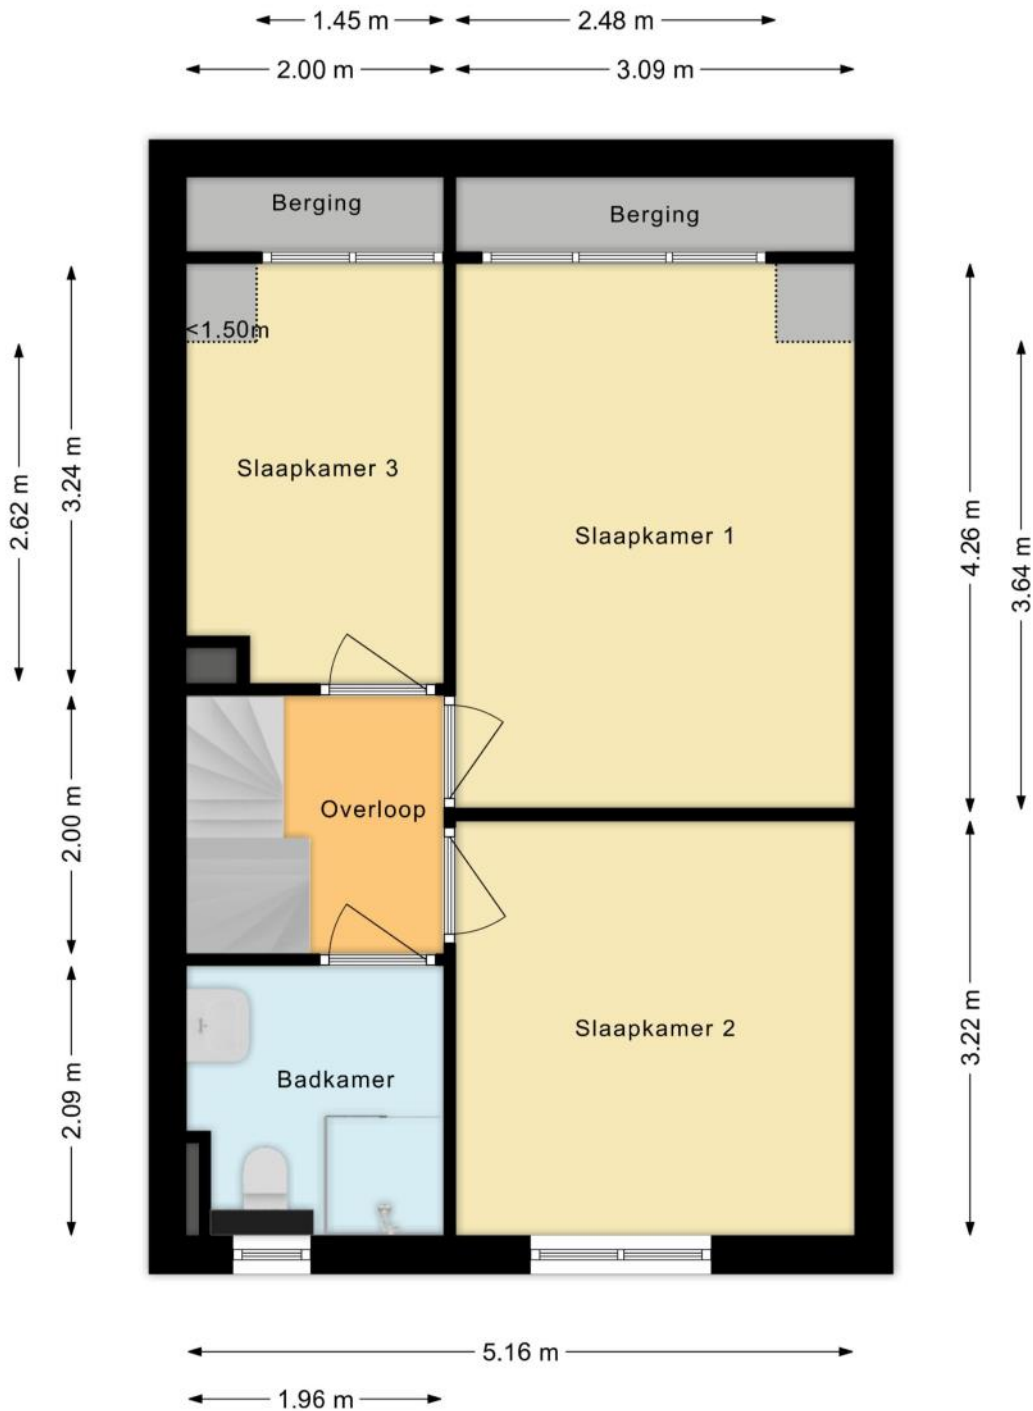 1.45 m
2.48 m
2.00 m
3.09 m
Berging
Berging
<1.50m
Slaapkamer 3
Slaapkamer 1
2.62 m
3.24 m
4.26 m
3.64 m
Overloop
2.00 m
Slaapkamer 2
Badkamer
2.09 m
3.22 m
5.16 m
1.96 m